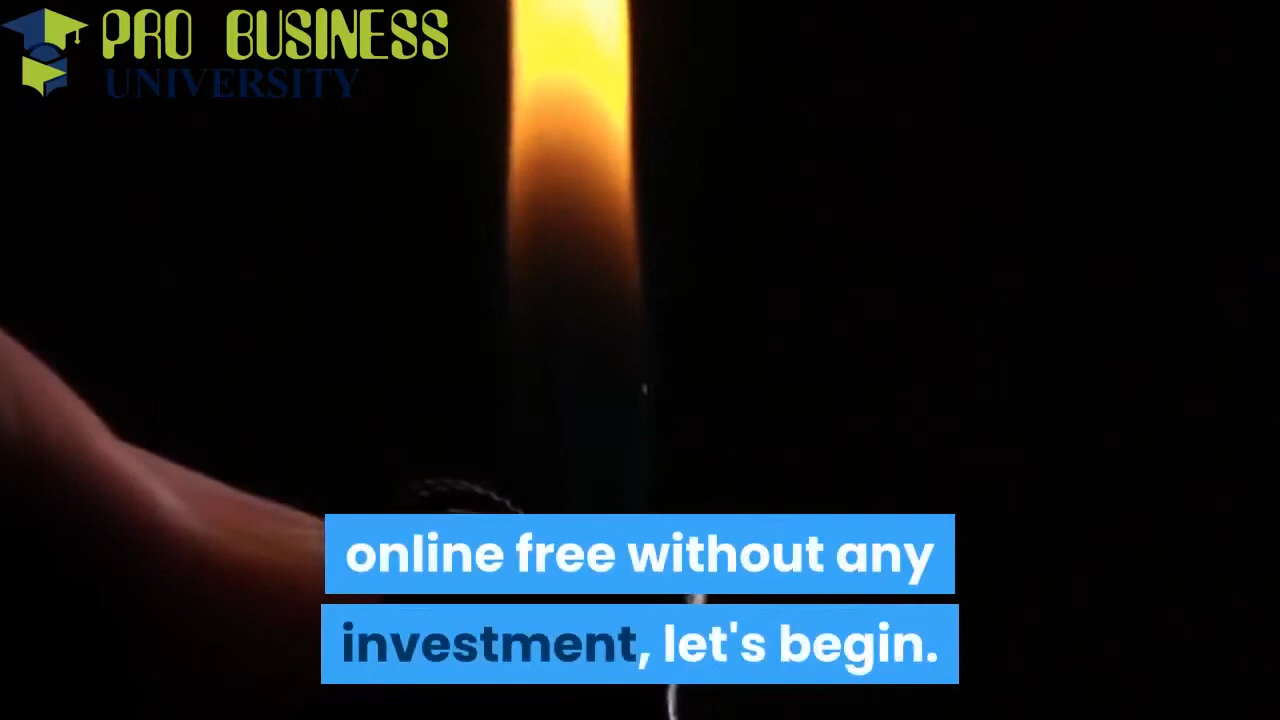 PRO BUSINESS
UNIVERSITY
online free without any
investment, let's begin.